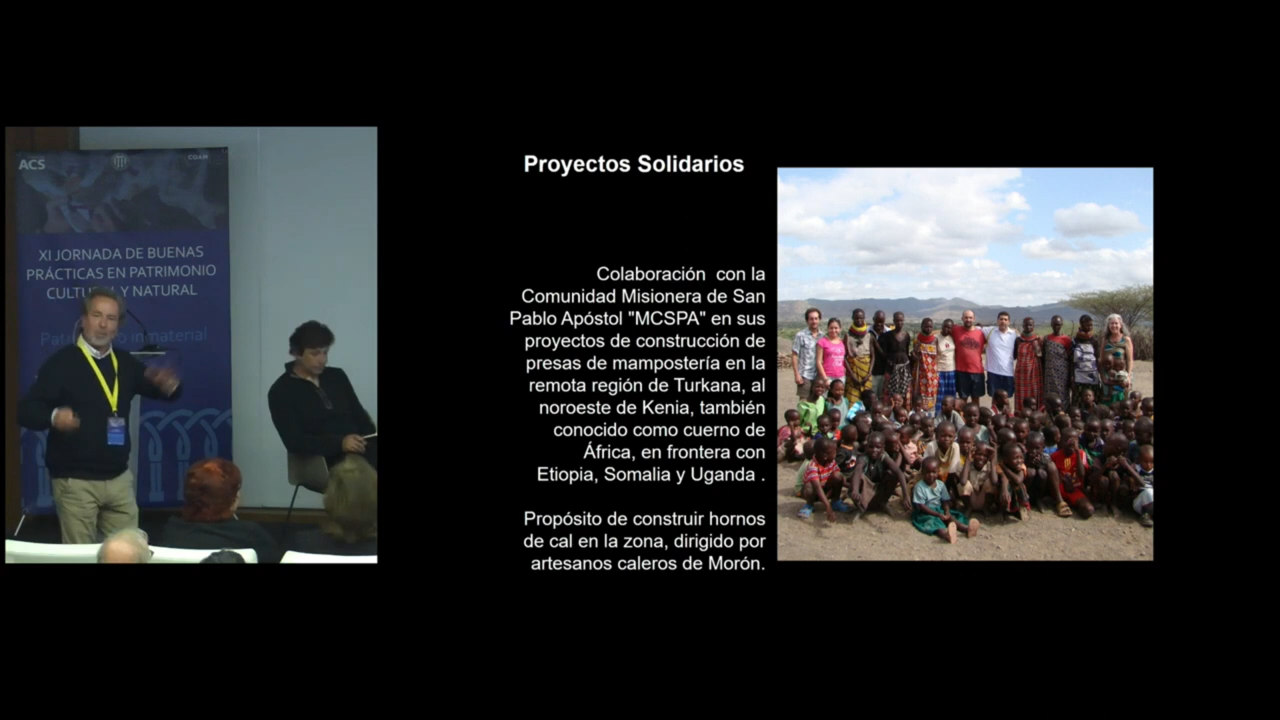 ACS
COAM
XI JORNADA DE BUENAS
PRÁCTICAS EN PATRIMONIO
Y NATURAL
Proyectos Solidarios
Colaboración con la
Comunidad Misionera de San
Pablo Apóstol "MCSPA" en sus
proyectos de construcción de
presas de mampostería en la
remota región de Turkana, al
noroeste de Kenia, también
conocido como cuerno de
África, en frontera con
Etiopia, Somalia y Uganda .
Propósito de construir hornos
de cal en la zona, dirigido por
artesanos caleros de Morón.